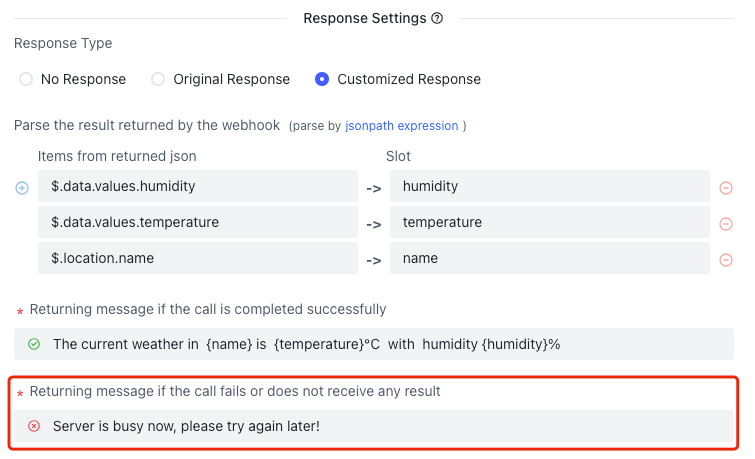 Response Settings
Response Type
No Response Original Response Customized Response
Parse the result returned by the webhook (parse by jsonpath expression )
Items from returned json Slot
$.data.values.humidity -> humidity
$.data.values.temperature -> temperature
$.location.name -> name
* Returning message if the call is completed successfully
The current weather in {name} is {temperature}°C with humidity {humidity}%
* Returning message if the call fails or does not receive any result
Server is busy now, please try again later!